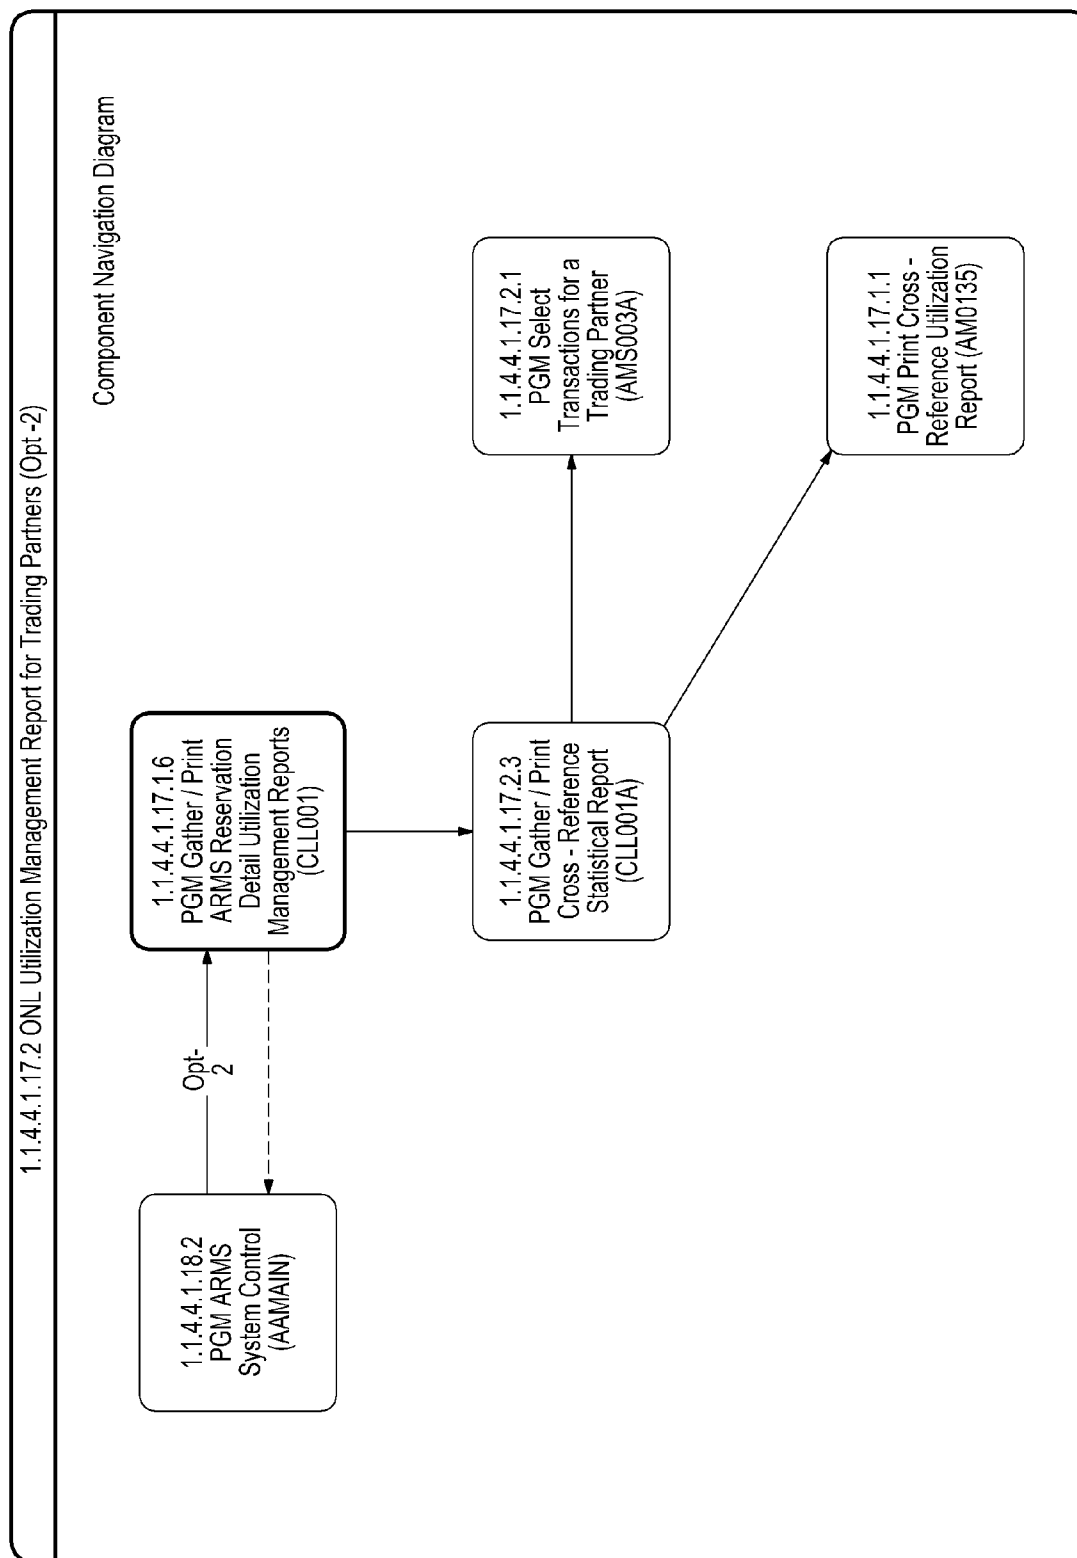 1.1.4.4.1.17.2 ONL Utilization Management Report for Trading Partners (Opt -2)
Component Navigation Diagram
1.1.4.4.1.18.2
PGM ARMS
System Control
(AAMAIN)
Opt-
2
1.1.4.4.1.17.1.6
PGM Gather / Print
ARMS Reservation
Detail Utilization
Management Reports
(CLL001)
1.1.4.4.1.17.2.3
PGM Gather / Print
Cross - Reference
Statistical Report
(CLL001A)
1.1.4.4.1.17.2.1
PGM Select
Transactions for a
Trading Partner
(AMS003A)
1.1.4.4.1.17.1.1
PGM Print Cross -
Reference Utilization
Report (AM0135)